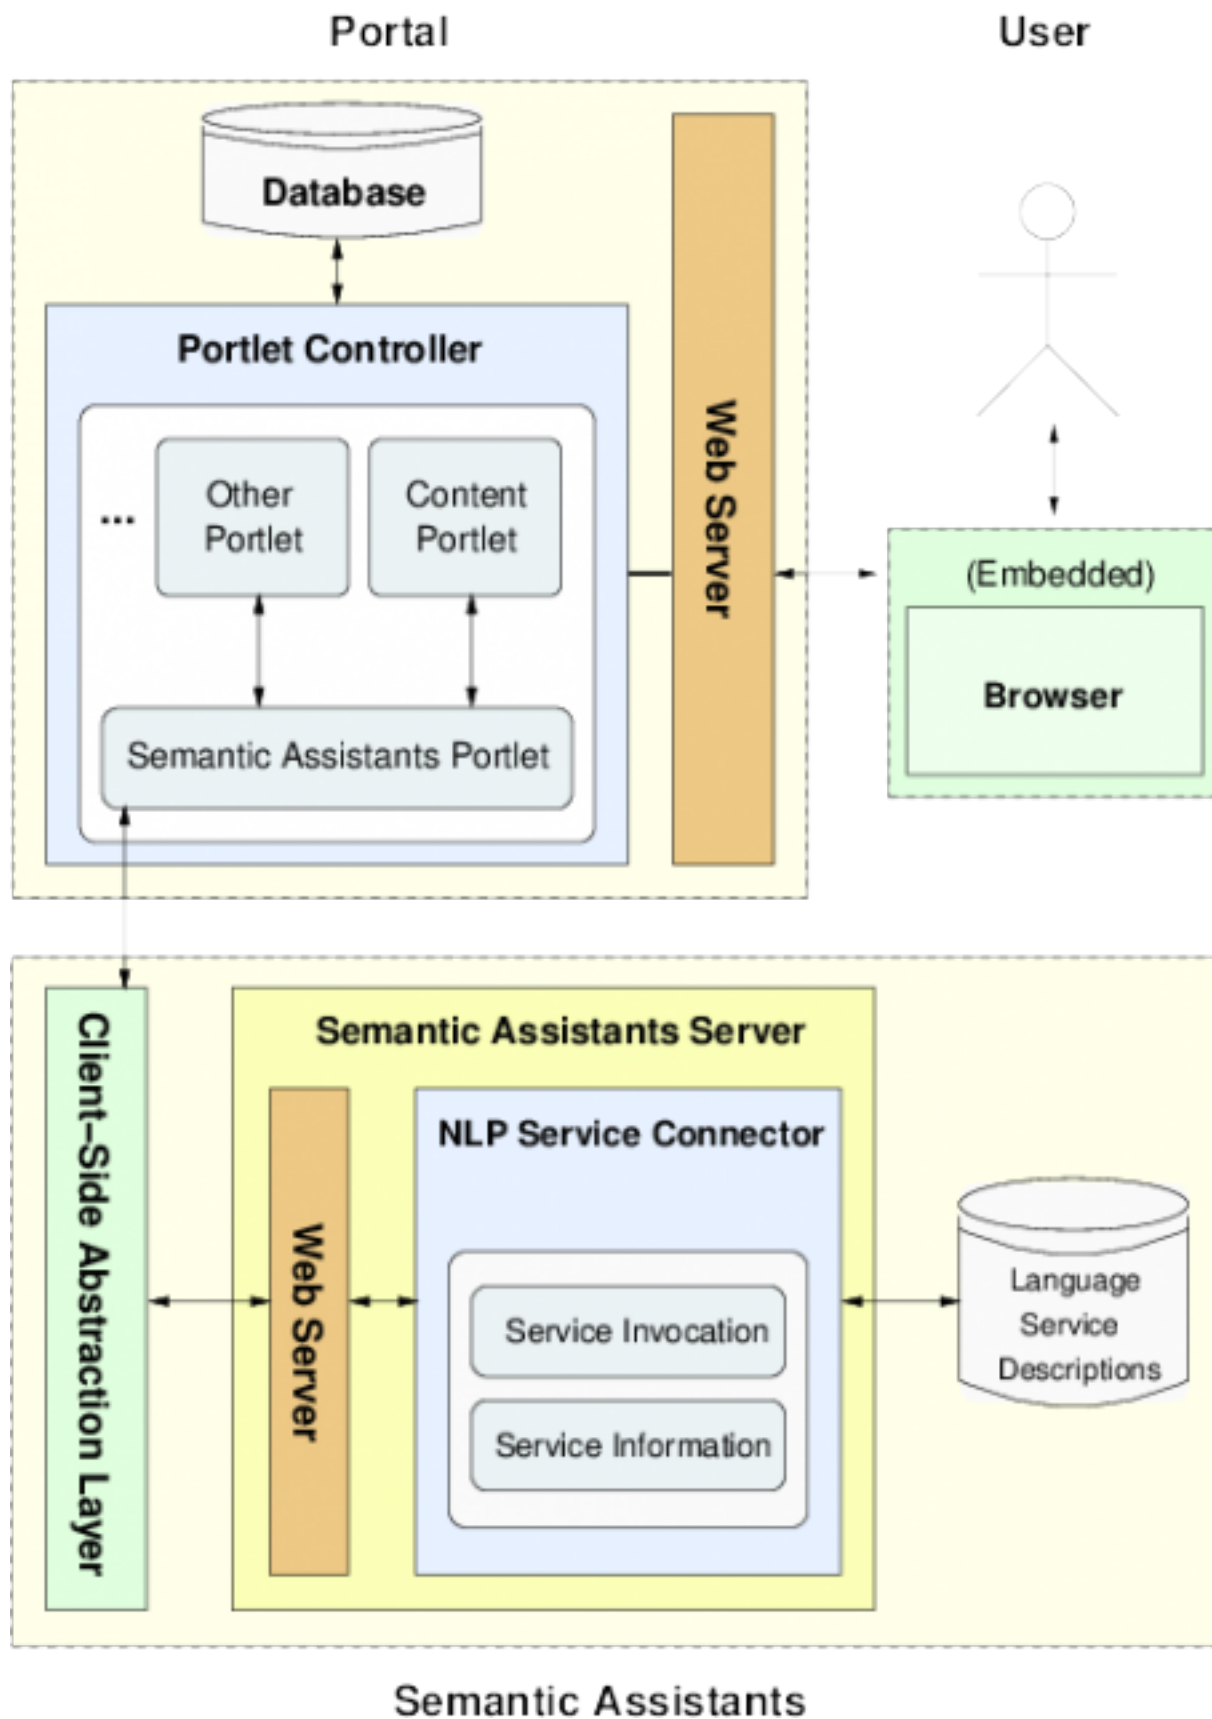 Portal
User
Database
Portlet Controller
Web Server
...
Other
Portlet
Content
Portlet
(Embedded)
Browser
Semantic Assistants Portlet
Client–Side Abstraction Layer
Semantic Assistants Server
Web Server
NLP Service Connector
Service Invocation
Service Information
Language
Service
Descriptions
Semantic Assistants